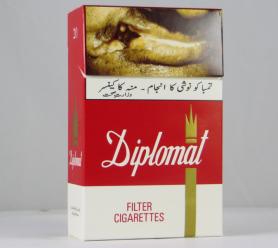 20
تمباکو نوشی کا انجام ۔ منہ کا کینسر
وزارتِ صحت
Diplomat
FILTER
CIGARETTES